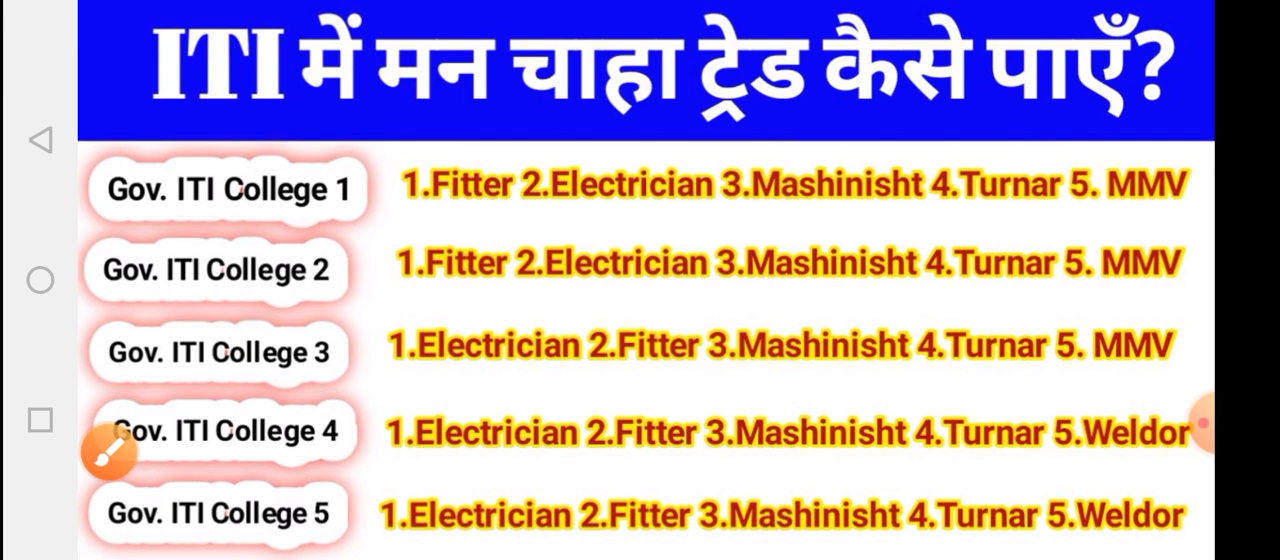 ITI में मन चाहा ट्रेड कैसे पाएँ?
Gov. ITI College 1 1.Fitter 2.Electrician 3.Mashinisht 4.Turnar 5. MMV
Gov. ITI College 2 1.Fitter 2.Electrician 3.Mashinisht 4.Turnar 5. MMV
Gov. ITI College 3 1.Electrician 2.Fitter 3.Mashinisht 4.Turnar 5. MMV
Gov. ITI College 4 1.Electrician 2.Fitter 3.Mashinisht 4.Turnar 5.Weldor
Gov. ITI College 5 1.Electrician 2.Fitter 3.Mashinisht 4.Turnar 5.Weldor